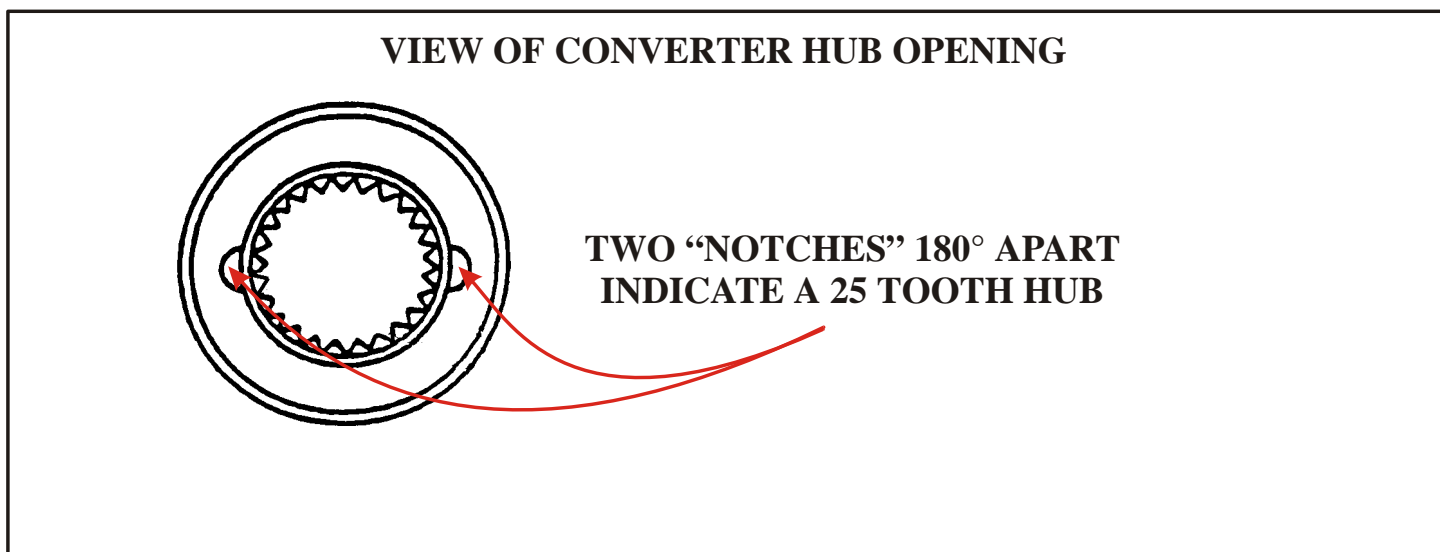 VIEW OF CONVERTER HUB OPENING
TWO “NOTCHES” 180° APART
INDICATE A 25 TOOTH HUB